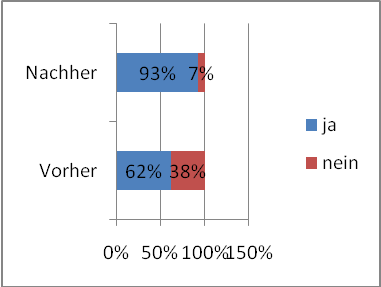 Nachher
93% 7%
ja
nein
Vorher
62% 38%
0% 50% 100% 150%